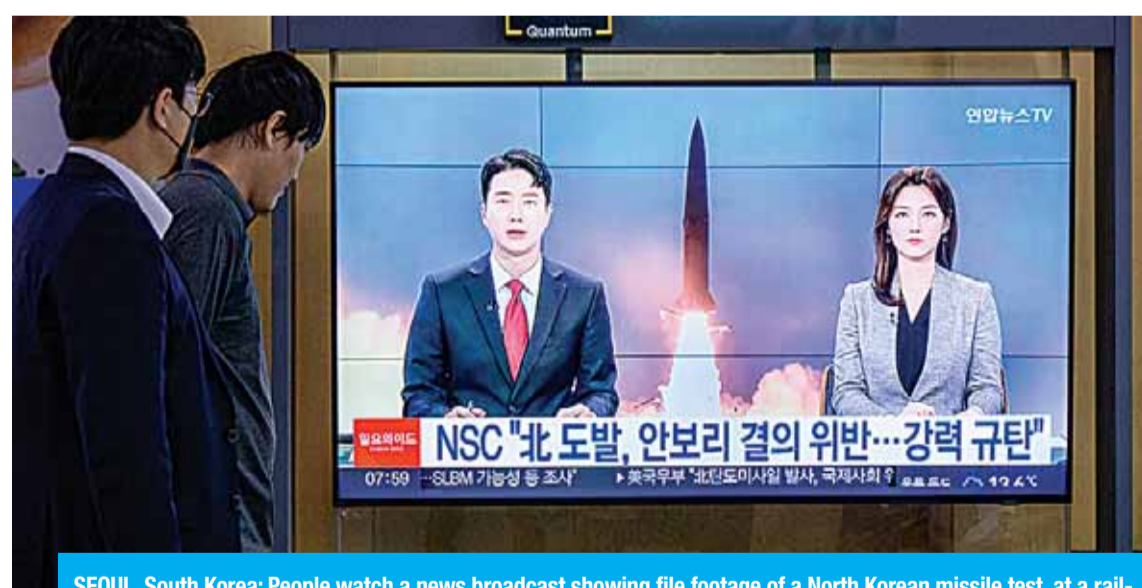 Quantum
연합뉴스TV
일요와이드
NSC "北 도발, 안보리 결의 위반…강력 규탄"
07:59 …SLBM 가능성 등 조사" ▶美국무부 "北탄도미사일 발사, 국제사회 13.6℃
SEOUL, South Korea: People watch a news broadcast showing file footage of a North Korean missile test, at a rail-